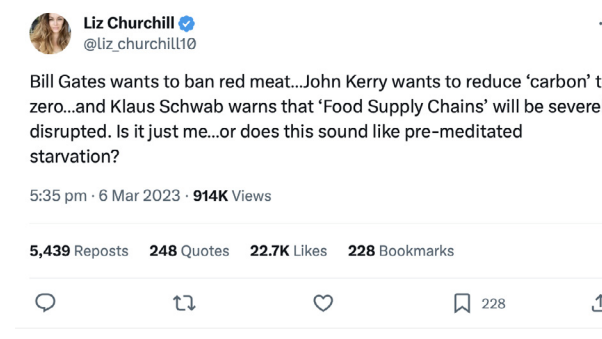 Liz Churchill
@liz_churchill10
Bill Gates wants to ban red meat...John Kerry wants to reduce ‘carbon’ t
zero...and Klaus Schwab warns that ‘Food Supply Chains’ will be severe
disrupted. Is it just me...or does this sound like pre-meditated
starvation?
5:35 pm · 6 Mar 2023 · 914K Views
5,439 Reposts 248 Quotes 22.7K Likes 228 Bookmarks
228